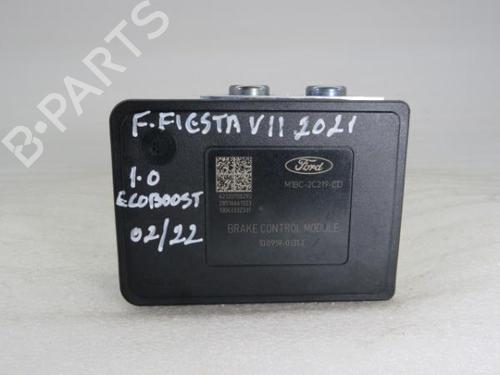 F.FIESTA VII 2021
1.0
ECOBOOST
02/22
Ford
M1BC-2C219-CD
BRAKE CONTROL MODULE
B-PARTS